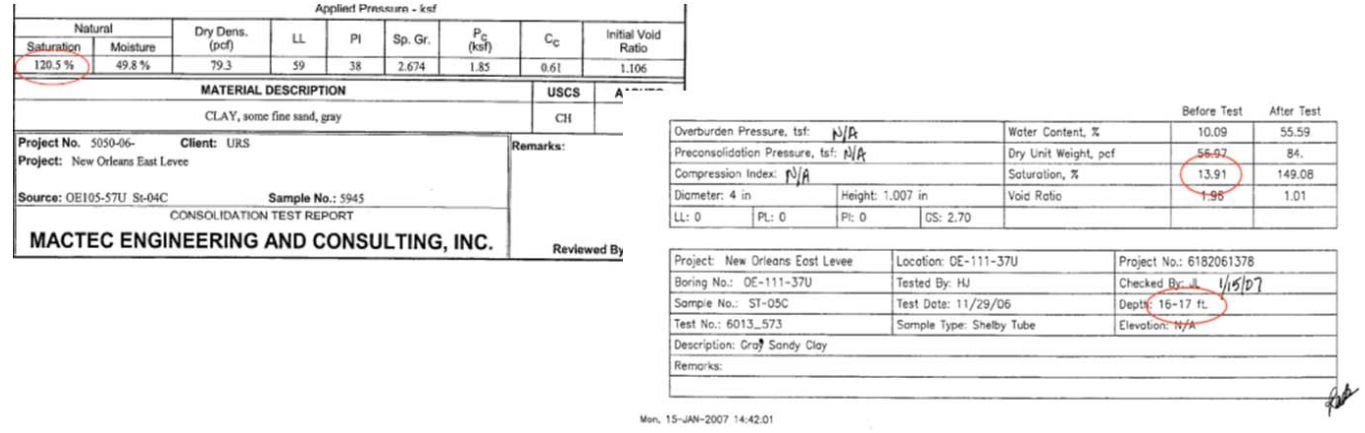 Applied Pressure - ksf
Natural Dry Dens. (pcf) LL PI Sp. Gr. Pc (ksf) Cc Initial Void Ratio
Saturation Moisture
120.5 % 49.8 % 79.3 59 38 2.674 1.85 0.61 1.106
MATERIAL DESCRIPTION USCS
CLAY, some fine sand, gray CH
Project No. 5050-06- Client: URS Remarks:
Project: New Orleans East Levee
Source: OE105-57U St-04C Sample No.: 5945
CONSOLIDATION TEST REPORT
MACTEC ENGINEERING AND CONSULTING, INC. Reviewed By
Before Test After Test
Overburden Pressure, tsf: N/A Water Content, % 10.09 55.59
Preconsolidation Pressure, tsf: N/A Dry Unit Weight, pcf 56.97 84.
Compression Index: N/A Saturation, % 13.91 149.08
Diameter: 4 in Height: 1.007 in Void Ratio 1.96 1.01
LL: 0 PL: 0 PI: 0 GS: 2.70
Project: New Orleans East Levee Location: OE-111-37U Project No.: 6182061378
Boring No.: OE-111-37U Tested By: HJ Checked By: JL 1/15/07
Sample No.: ST-05C Test Date: 11/29/06 Depth: 16-17 ft.
Test No.: 6013_573 Sample Type: Shelby Tube Elevation: N/A
Description: Gray Sandy Clay
Remarks:
Mon, 15-JAN-2007 14:42:01